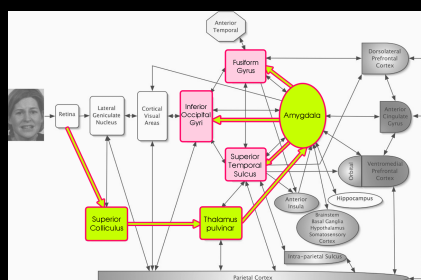 Anterior
Temporal
Fusiform
Gyrus
Dorsolateral
Prefrontal
Cortex
Retina
Lateral
Geniculate
Nucleus
Cortical
Visual
Areas
Inferior
Occipital
Gyri
Amygdala
Anterior
Cingulate
Cortex
Superior
Temporal
Sulcus
Orbital
Ventromedial
Prefrontal
Cortex
Superior
Colliculus
Thalamus
pulvinar
Anterior
Insula
Hippocampus
Brainstem
Basal Ganglia
Hypothalamus
Somatosensory
Cortex
Intra-parietal Sulcus
Parietal Cortex